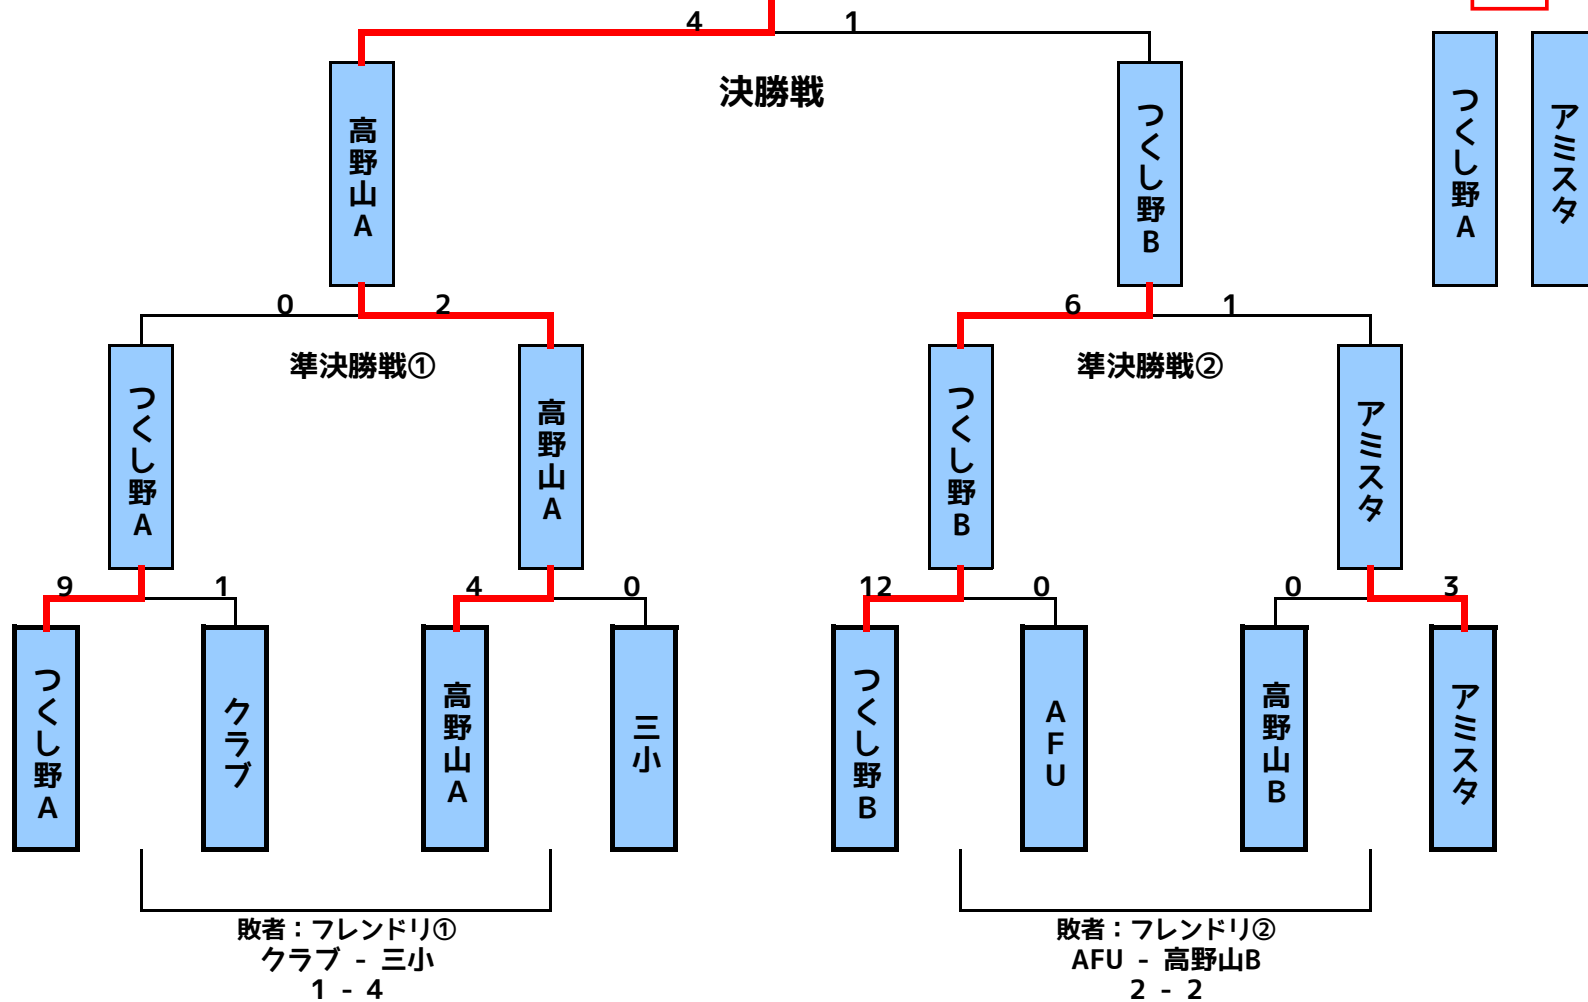 4 1
決勝戦
高野山A
つくし野B
つくし野A
アミスタ
0 2
6 1
準決勝戦①
準決勝戦②
つくし野A
高野山A
つくし野B
アミスタ
9 1
4 0
12 0
0 3
つくし野A
クラブ
高野山A
三小
つくし野B
AFU
高野山B
アミスタ
敗者：フレンドリ①
クラブ - 三小
1 - 4
敗者：フレンドリ②
AFU - 高野山B
2 - 2